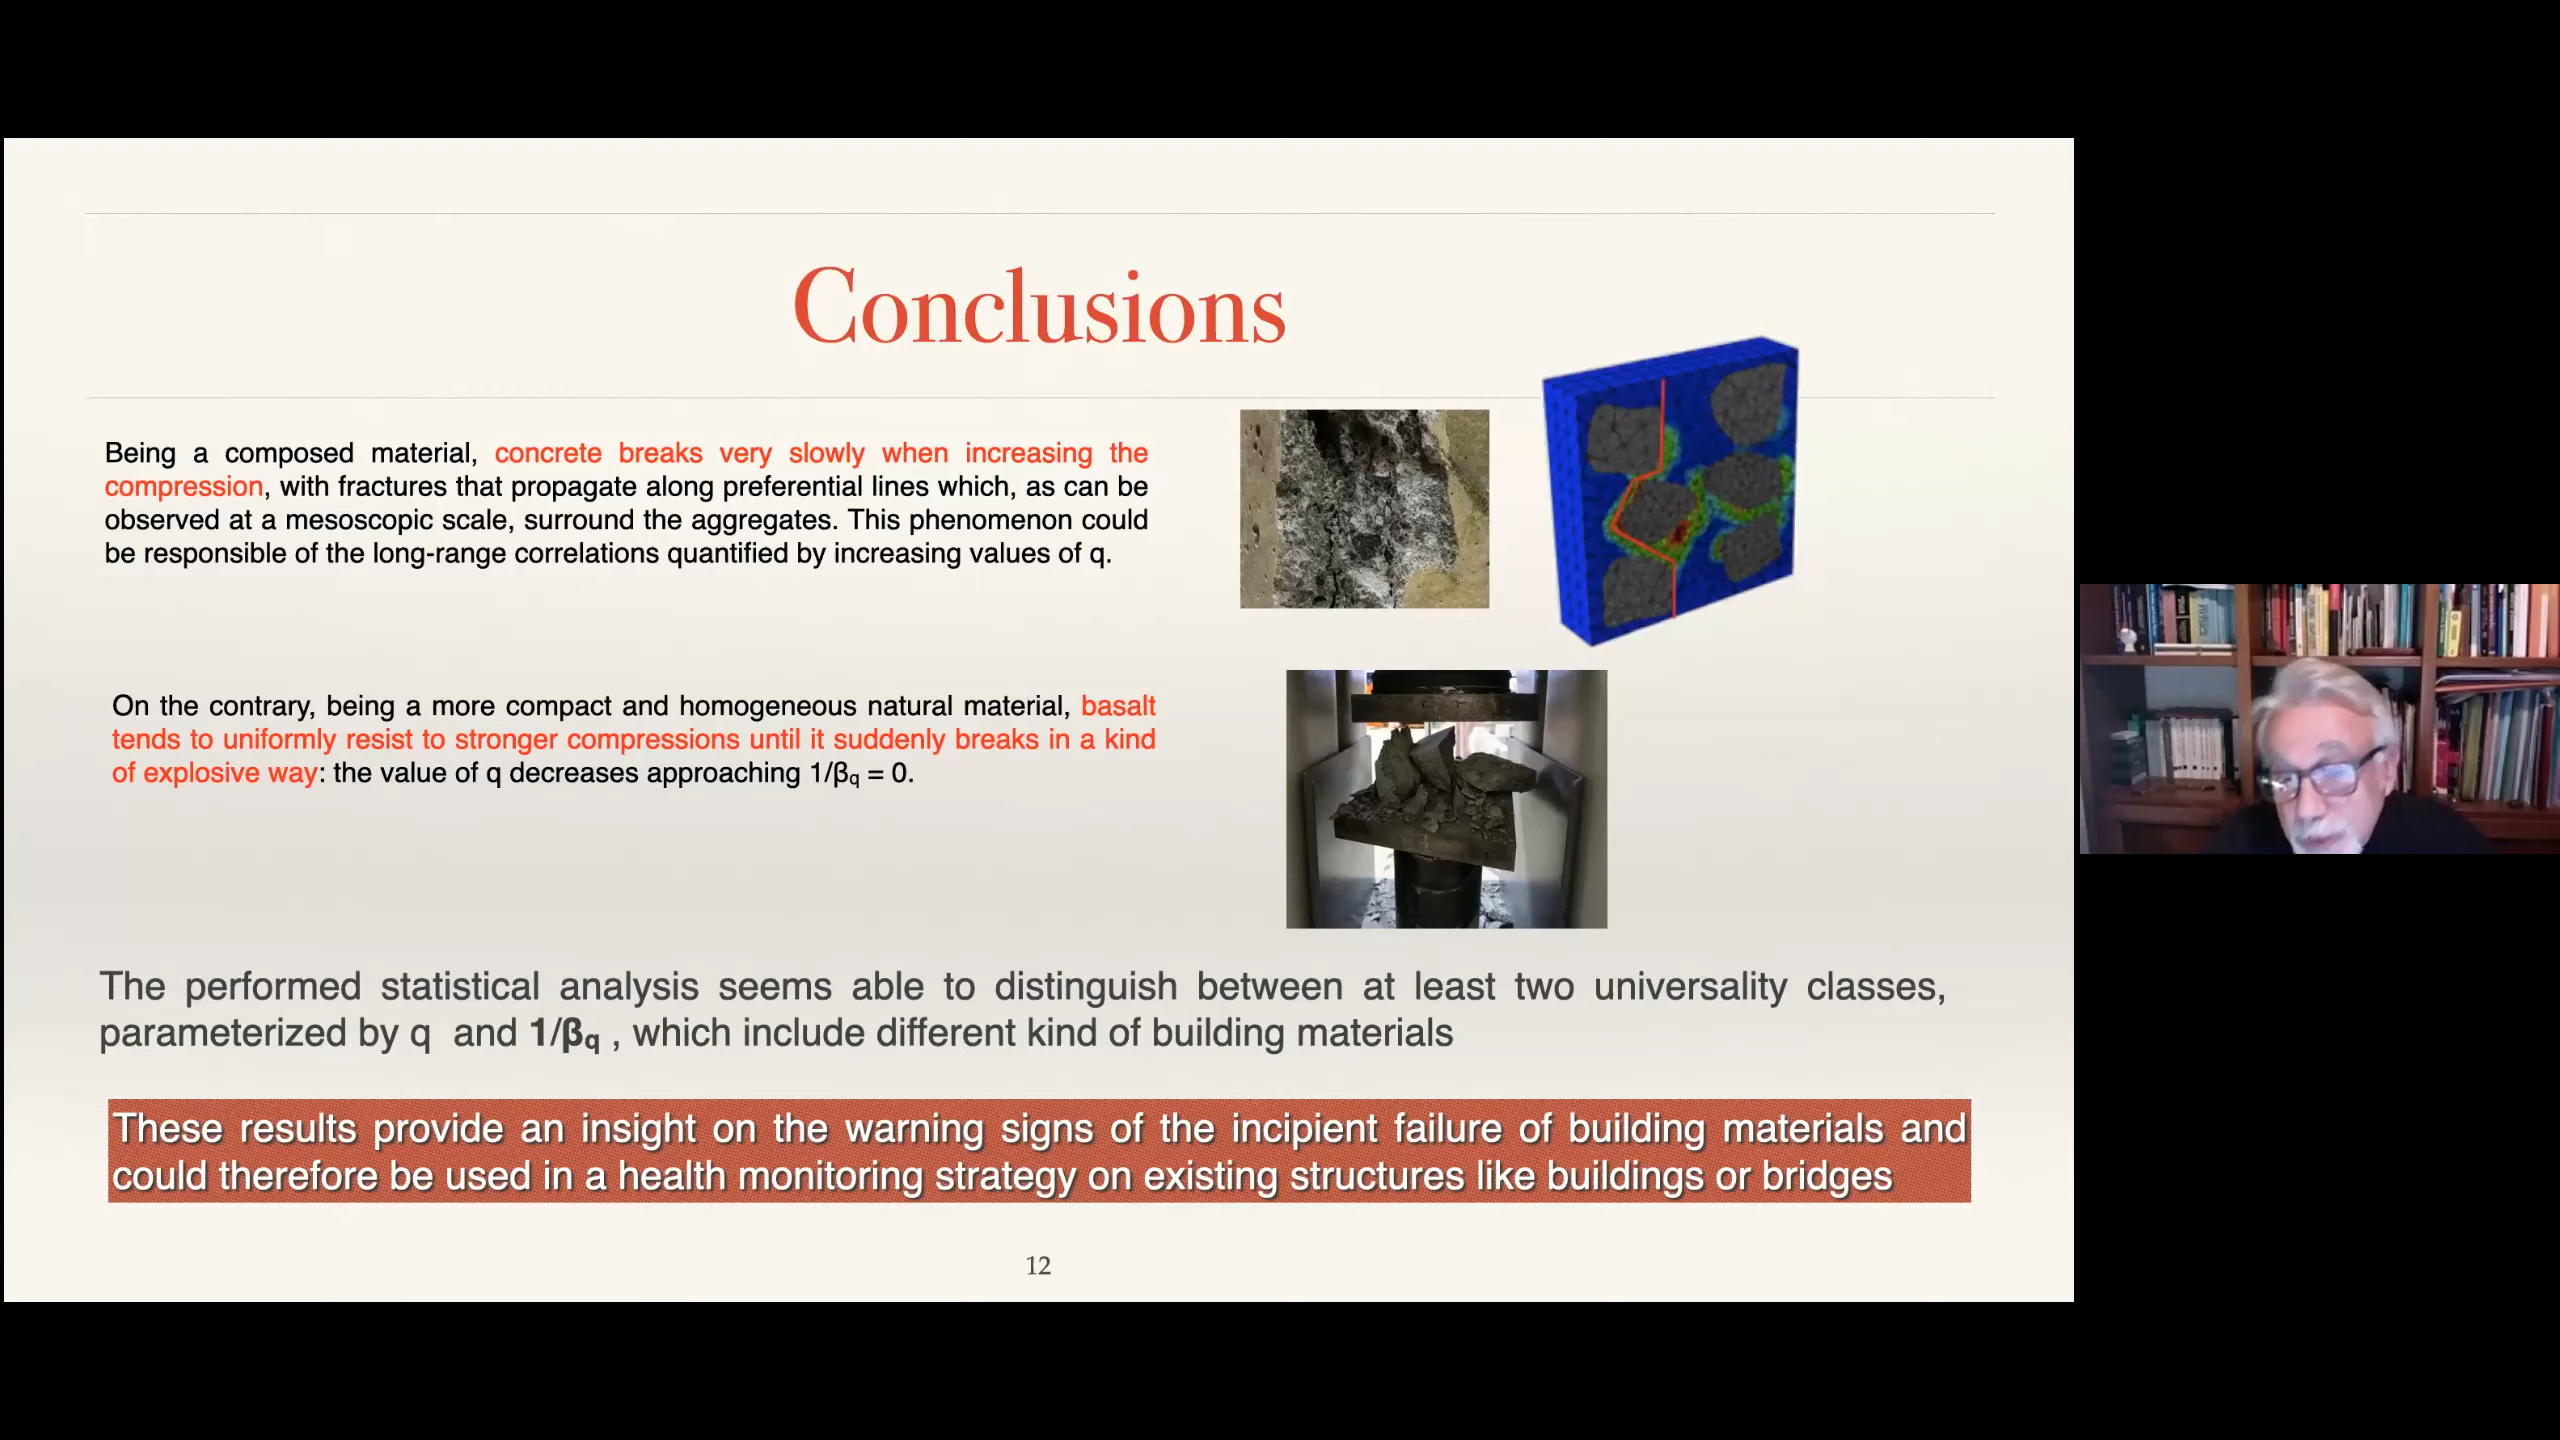 Conclusions
Being a composed material, concrete breaks very slowly when increasing the
compression, with fractures that propagate along preferential lines which, as can be
observed at a mesoscopic scale, surround the aggregates. This phenomenon could
be responsible of the long-range correlations quantified by increasing values of q.
On the contrary, being a more compact and homogeneous natural material, basalt
tends to uniformly resist to stronger compressions until it suddenly breaks in a kind
of explosive way: the value of q decreases approaching 1/βq = 0.
The performed statistical analysis seems able to distinguish between at least two universality classes,
parameterized by q and 1/βq , which include different kind of building materials
These results provide an insight on the warning signs of the incipient failure of building materials and
could therefore be used in a health monitoring strategy on existing structures like buildings or bridges
12